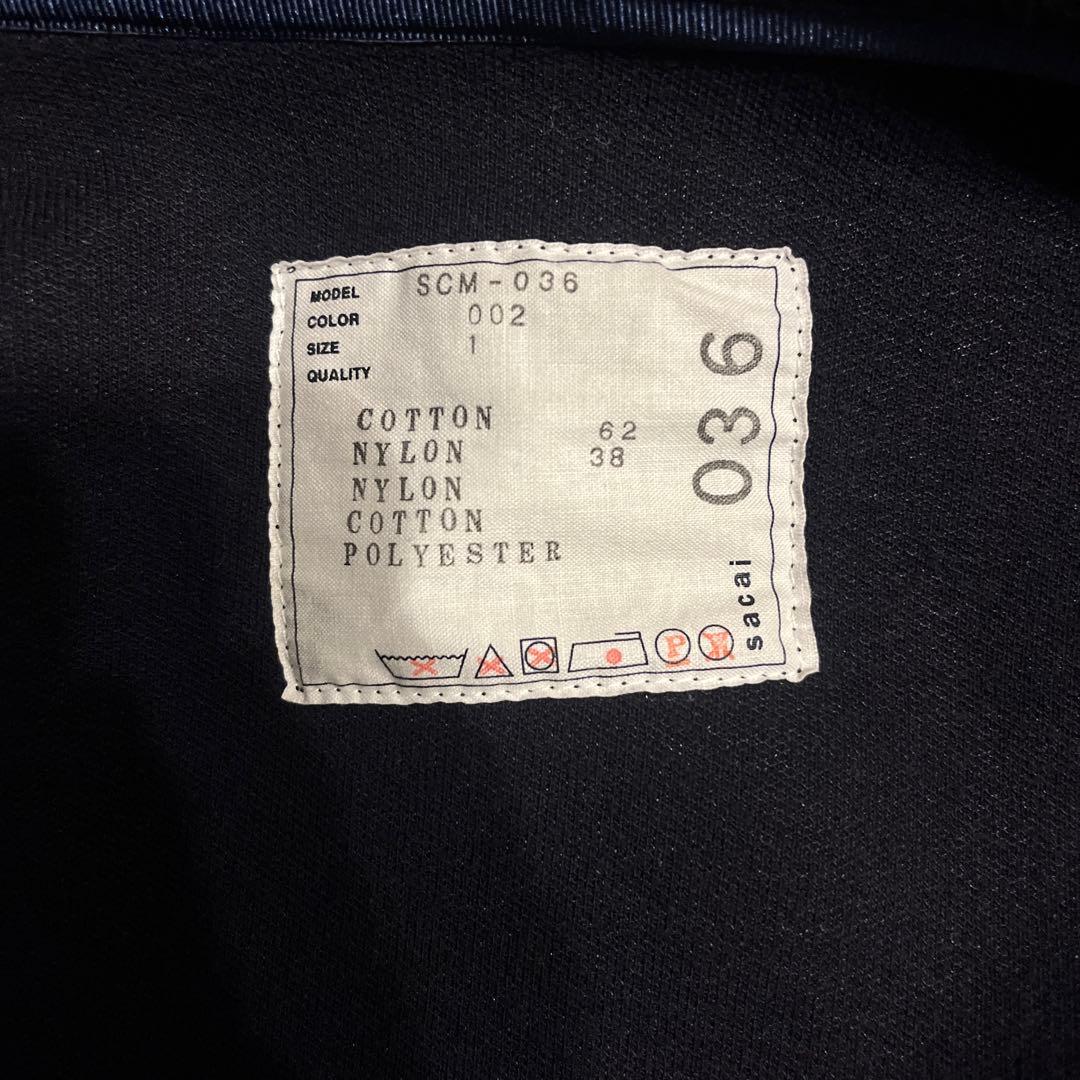 MODEL SCM-036
COLOR 002
SIZE 1
QUALITY
COTTON 62
NYLON 38
NYLON
COTTON
POLYESTER
P
036
sacai